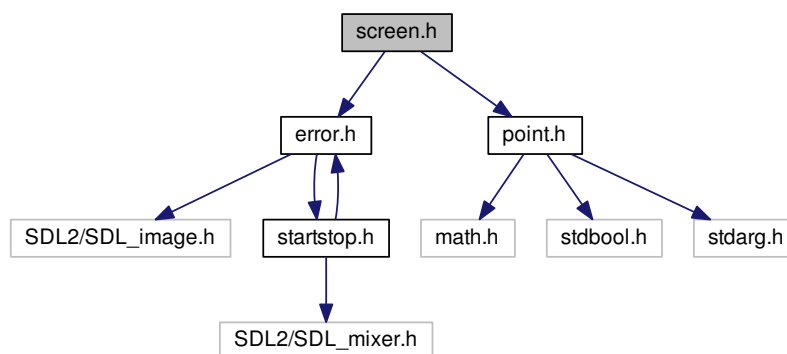 screen.h
error.h
point.h
SDL2/SDL_image.h
startstop.h
math.h
stdbool.h
stdarg.h
SDL2/SDL_mixer.h